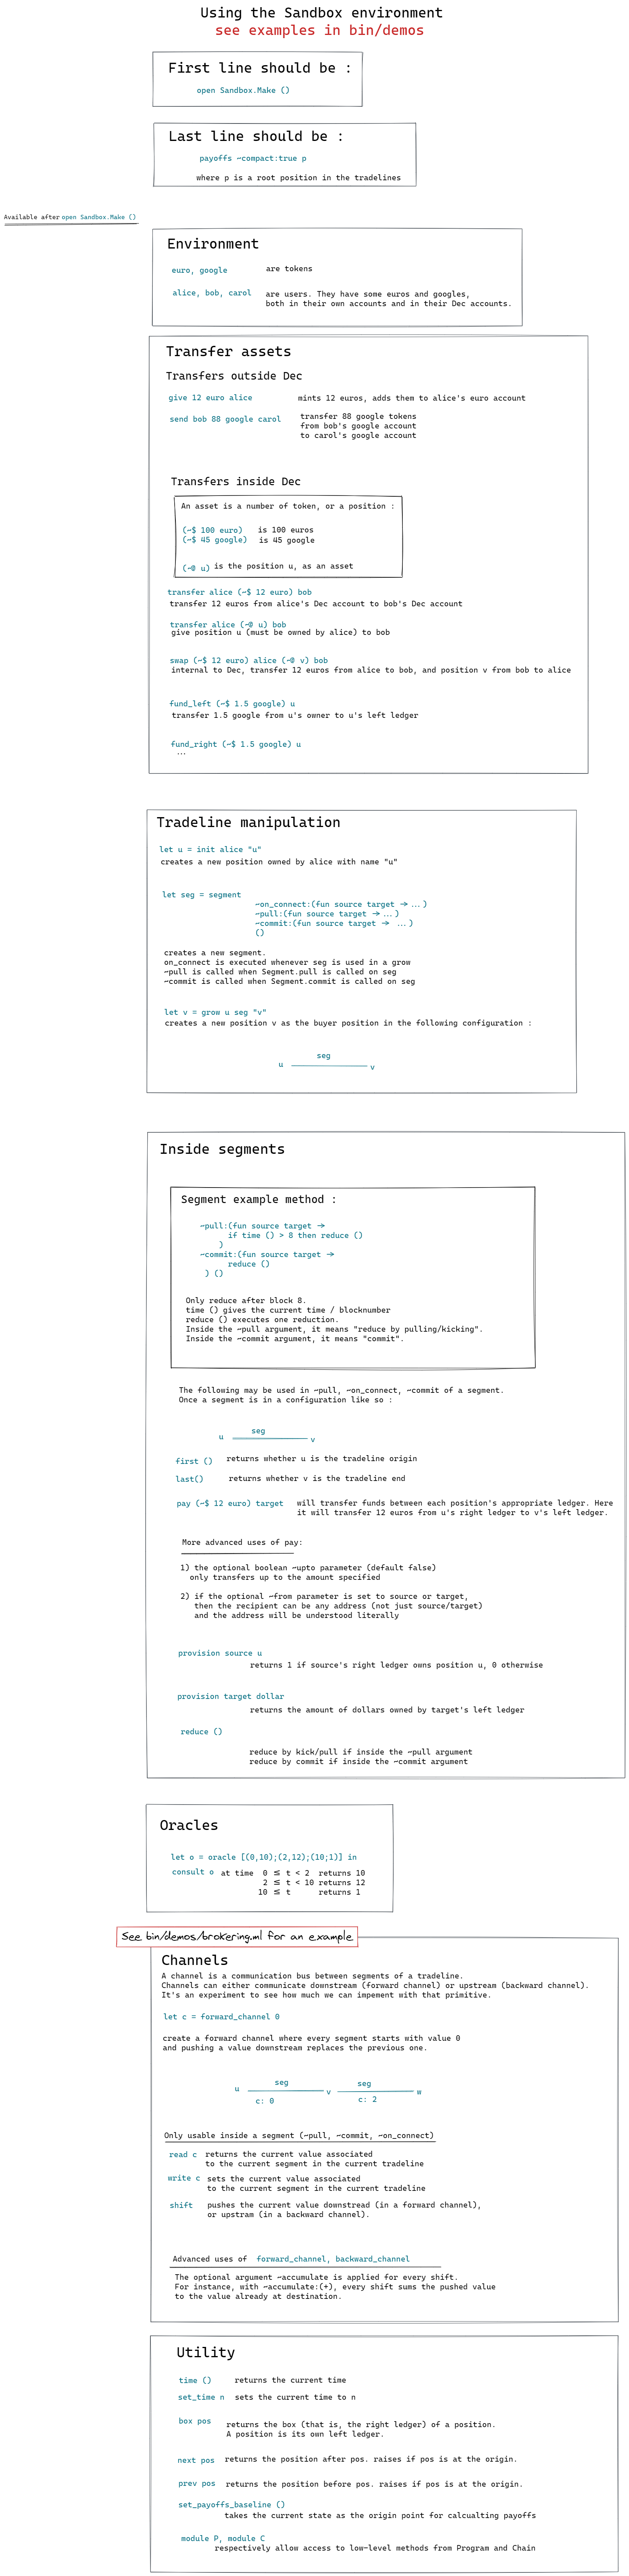 Using the Sandbox environment
see examples in bin/demos
First line should be :
open Sandbox.Make ()
Last line should be :
payoffs ~compact:true p
where p is a root position in the tradelines
Available after open Sandbox.Make ()
Environment
euro, google are tokens
alice, bob, carol are users. They have some euros and googles,
both in their own accounts and in their Dec accounts.
Transfer assets
Transfers outside Dec
give 12 euro alice mints 12 euros, adds them to alice's euro account
send bob 88 google carol transfer 88 google tokens
from bob's google account
to carol's google account
Transfers inside Dec
An asset is a number of token, or a position :
(~$ 100 euro) is 100 euros
(~$ 45 google) is 45 google
(~@ u) is the position u, as an asset
transfer alice (~$ 12 euro) bob
transfer 12 euros from alice's Dec account to bob's Dec account
transfer alice (~@ u) bob
give position u (must be owned by alice) to bob
swap (~$ 12 euro) alice (~@ v) bob
internal to Dec, transfer 12 euros from alice to bob, and position v from bob to alice
fund_left (~$ 1.5 google) u
transfer 1.5 google from u's owner to u's left ledger
fund_right (~$ 1.5 google) u
...
Tradeline manipulation
let u = init alice "u"
creates a new position owned by alice with name "u"
let seg = segment
~on_connect:(fun source target -> ...)
~pull:(fun source target -> ...)
~commit:(fun source target -> ...)
()
creates a new segment.
on_connect is executed whenever seg is used in a grow
~pull is called when Segment.pull is called on seg
~commit is called when Segment.commit is called on seg
let v = grow u seg "v"
creates a new position v as the buyer position in the following configuration :
seg
u v
Inside segments
Segment example method :
~pull:(fun source target ->
if time () > 8 then reduce ()
)
~commit:(fun source target ->
reduce ()
) ()
Only reduce after block 8.
time () gives the current time / blocknumber
reduce () executes one reduction.
Inside the ~pull argument, it means "reduce by pulling/kicking".
Inside the ~commit argument, it means "commit".
The following may be used in ~pull, ~on_connect, ~commit of a segment.
Once a segment is in a configuration like so :
seg
u v
first () returns whether u is the tradeline origin
last() returns whether v is the tradeline end
pay (~$ 12 euro) target will transfer funds between each position's appropriate ledger. Here
it will transfer 12 euros from u's right ledger to v's left ledger.
More advanced uses of pay:
1) the optional boolean ~upto parameter (default false)
only transfers up to the amount specified
2) if the optional ~from parameter is set to source or target,
then the recipient can be any address (not just source/target)
and the address will be understood literally
provision source u
returns 1 if source's right ledger owns position u, 0 otherwise
provision target dollar
returns the amount of dollars owned by target's left ledger
reduce ()
reduce by kick/pull if inside the ~pull argument
reduce by commit if inside the ~commit argument
Oracles
let o = oracle [(0,10);(2,12);(10;1)] in
consult o at time 0 ≤ t < 2 returns 10
2 ≤ t < 10 returns 12
10 ≤ t returns 1
See bin/demos/brokering.ml for an example
Channels
A channel is a communication bus between segments of a tradeline.
Channels can either communicate downstream (forward channel) or upstream (backward channel).
It's an experiment to see how much we can impement with that primitive.
let c = forward_channel 0
create a forward channel where every segment starts with value 0
and pushing a value downstream replaces the previous one.
seg seg
u v w
c: 0 c: 2
Only usable inside a segment (~pull, ~commit, ~on_connect)
read c returns the current value associated
to the current segment in the current tradeline
write c sets the current value associated
to the current segment in the current tradeline
shift pushes the current value downstread (in a forward channel),
or upstram (in a backward channel).
Advanced uses of forward_channel, backward_channel
The optional argument ~accumulate is applied for every shift.
For instance, with ~accumulate:(+), every shift sums the pushed value
to the value already at destination.
Utility
time () returns the current time
set_time n sets the current time to n
box pos returns the box (that is, the right ledger) of a position.
A position is its own left ledger.
next pos returns the position after pos. raises if pos is at the origin.
prev pos returns the position before pos. raises if pos is at the origin.
set_payoffs_baseline ()
takes the current state as the origin point for calcualting payoffs
module P, module C
respectively allow access to low-level methods from Program and Chain